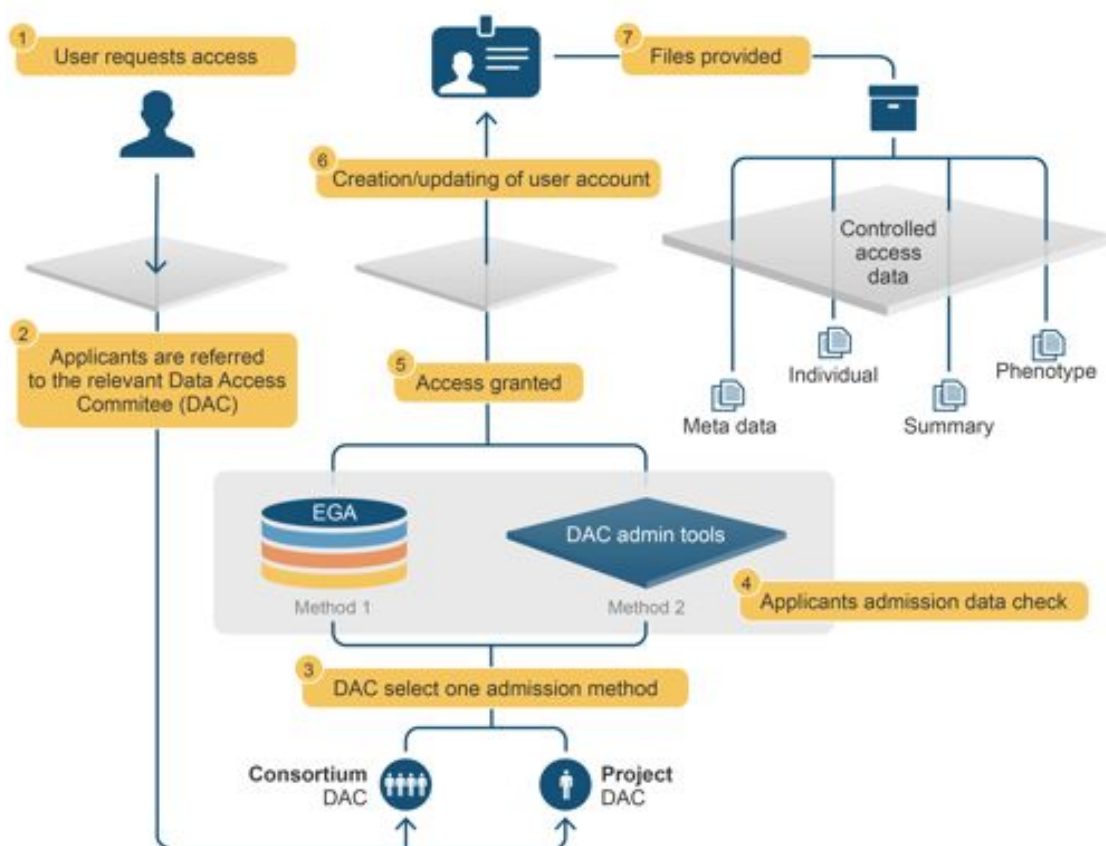 1
User requests access
2
Applicants are referred
to the relevant Data Access
Commitee (DAC)
3
DAC select one admission method
Consortium
DAC
Project
DAC
4
Applicants admission data check
EGA
Method 1
DAC admin tools
Method 2
5
Access granted
6
Creation/updating of user account
7
Files provided
Controlled
access
data
Meta data
Individual
Summary
Phenotype